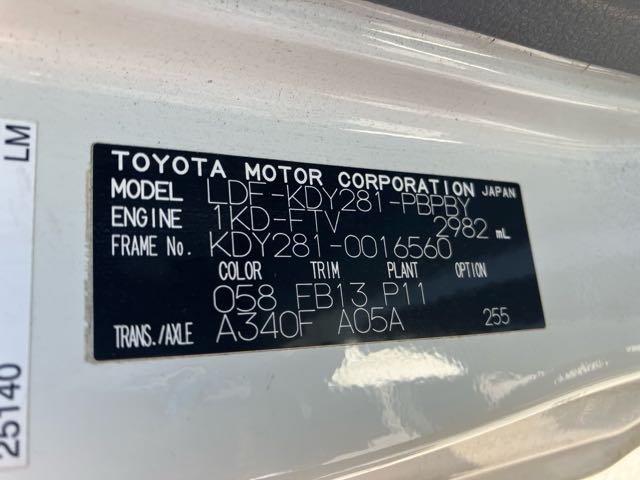 TOYOTA MOTOR CORPORATION JAPAN
MODEL LDF-KDY281-PBPBY
ENGINE 1KD-FTV 2982 mL
FRAME No. KDY281-0016560
COLOR TRIM PLANT OPTION
058 FB13 P11
TRANS./AXLE A340F A05A 255
25140 LM